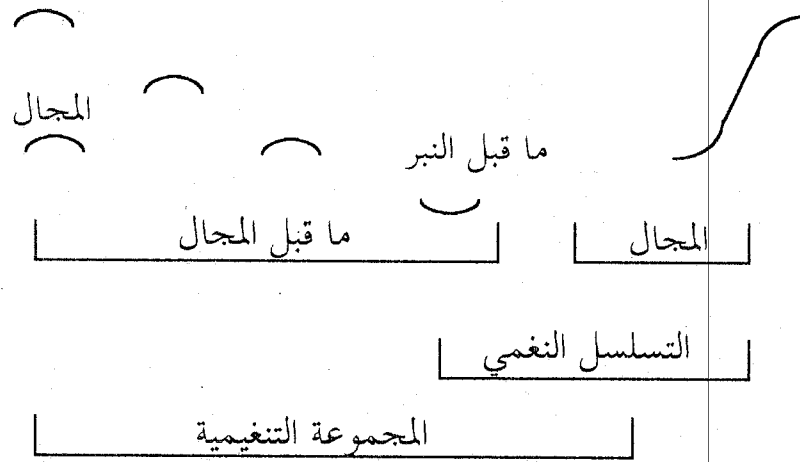 المجال
ما قبل النبر
المجال
ما قبل المجال
التسلسل النغمي
المجموعة التنغيمية